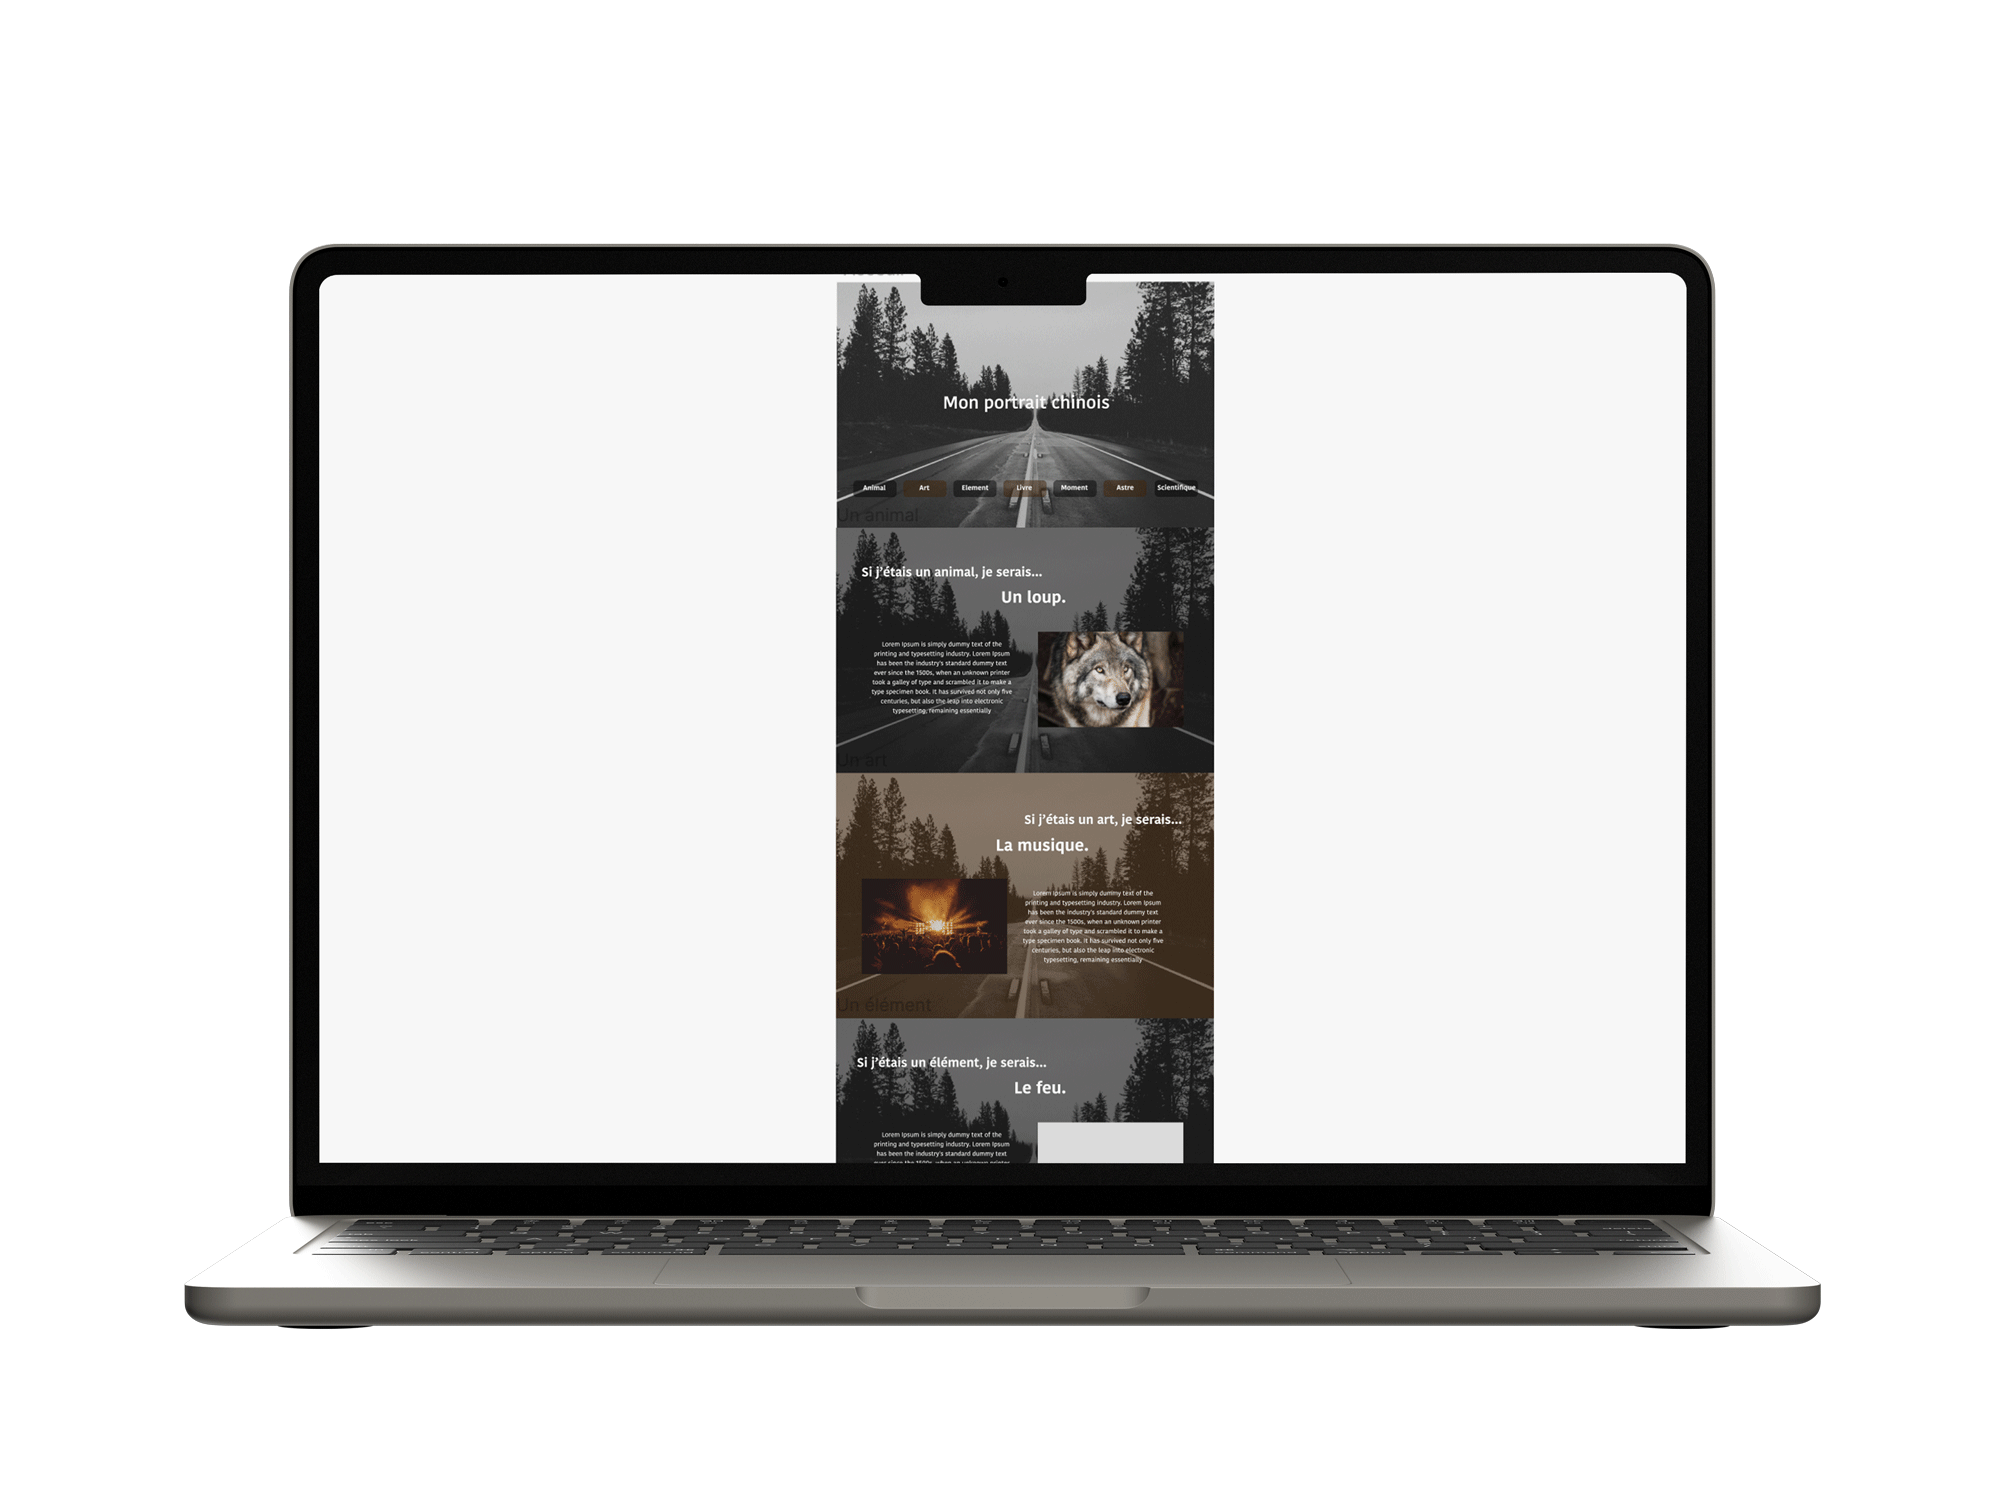 Mon portrait chinois
Animal
Art
Element
Livre
Moment
Astre
Scientifique
Un animal
Si j'étais un animal, je serais...
Un loup.
Lorem Ipsum is simply dummy text of the
printing and typesetting industry. Lorem Ipsum
has been the industry's standard dummy text
ever since the 1500s, when an unknown printer
took a galley of type and scrambled it to make a
type specimen book. It has survived not only five
centuries, but also the leap into electronic
typesetting, remaining essentially
Un art
Si j'étais un art, je serais...
La musique.
Lorem Ipsum is simply dummy text of the
printing and typesetting industry. Lorem Ipsum
has been the industry's standard dummy text
ever since the 1500s, when an unknown printer
took a galley of type and scrambled it to make a
type specimen book. It has survived not only five
centuries, but also the leap into electronic
typesetting, remaining essentially
Un élément
Si j'étais un élément, je serais...
Le feu.
Lorem Ipsum is simply dummy text of the
printing and typesetting industry. Lorem Ipsum
has been the industry's standard dummy text